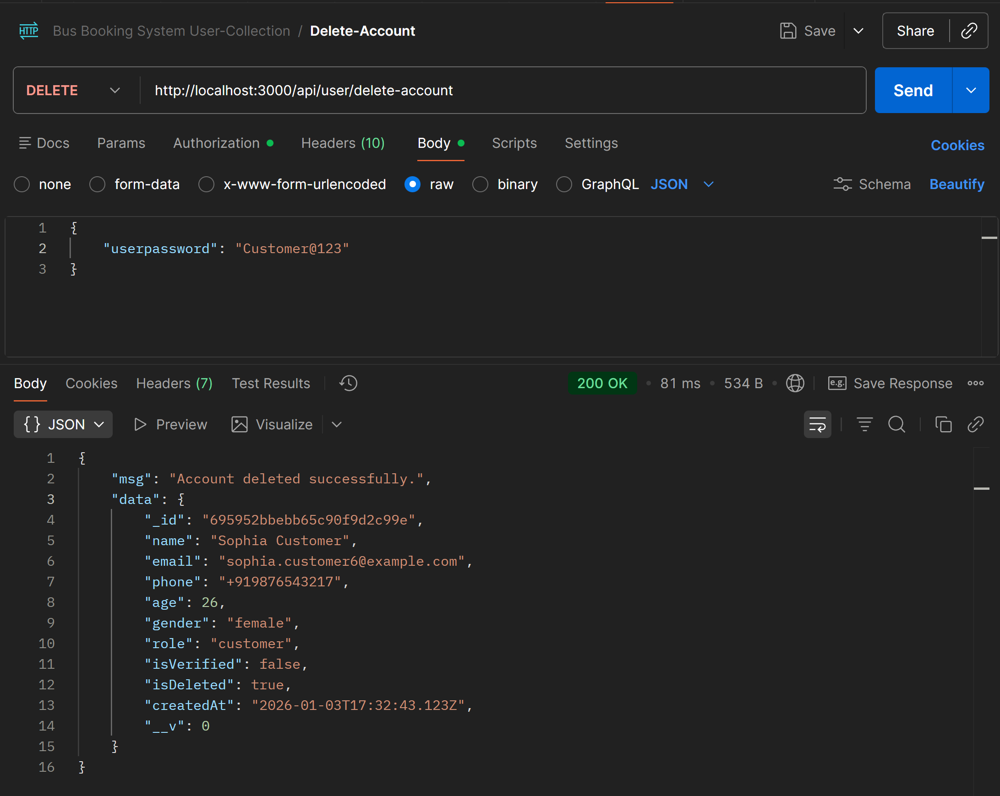 HTTP Bus Booking System User-Collection / Delete-Account Save Share
DELETE http://localhost:3000/api/user/delete-account Send
Docs Params Authorization Headers (10) Body Scripts Settings Cookies
none form-data x-www-form-urlencoded raw binary GraphQL JSON Schema Beautify
1 {
2 "userpassword": "Customer@123"
3 }
Body Cookies Headers (7) Test Results 200 OK • 81 ms • 534 B • e.g. Save Response
{} JSON Preview Visualize
1 {
2 "msg": "Account deleted successfully.",
3 "data": {
4 "_id": "695952bbebb65c90f9d2c99e",
5 "name": "Sophia Customer",
6 "email": "sophia.customer6@example.com",
7 "phone": "+919876543217",
8 "age": 26,
9 "gender": "female",
10 "role": "customer",
11 "isVerified": false,
12 "isDeleted": true,
13 "createdAt": "2026-01-03T17:32:43.123Z",
14 "__v": 0
15 }
16 }